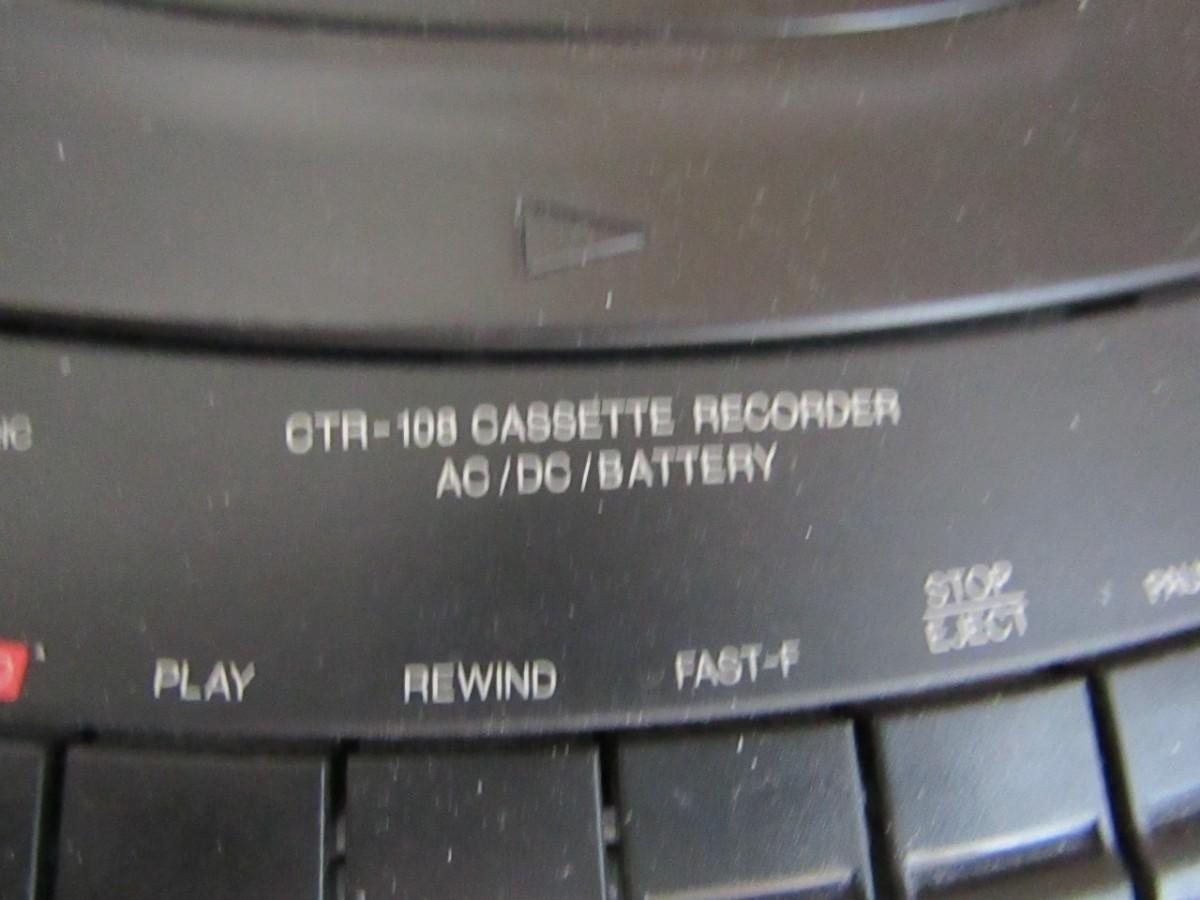 CTR-108 CASSETTE RECORDER
AC/DC/BATTERY
PLAY
REWIND
FAST-F
STOP
EJECT